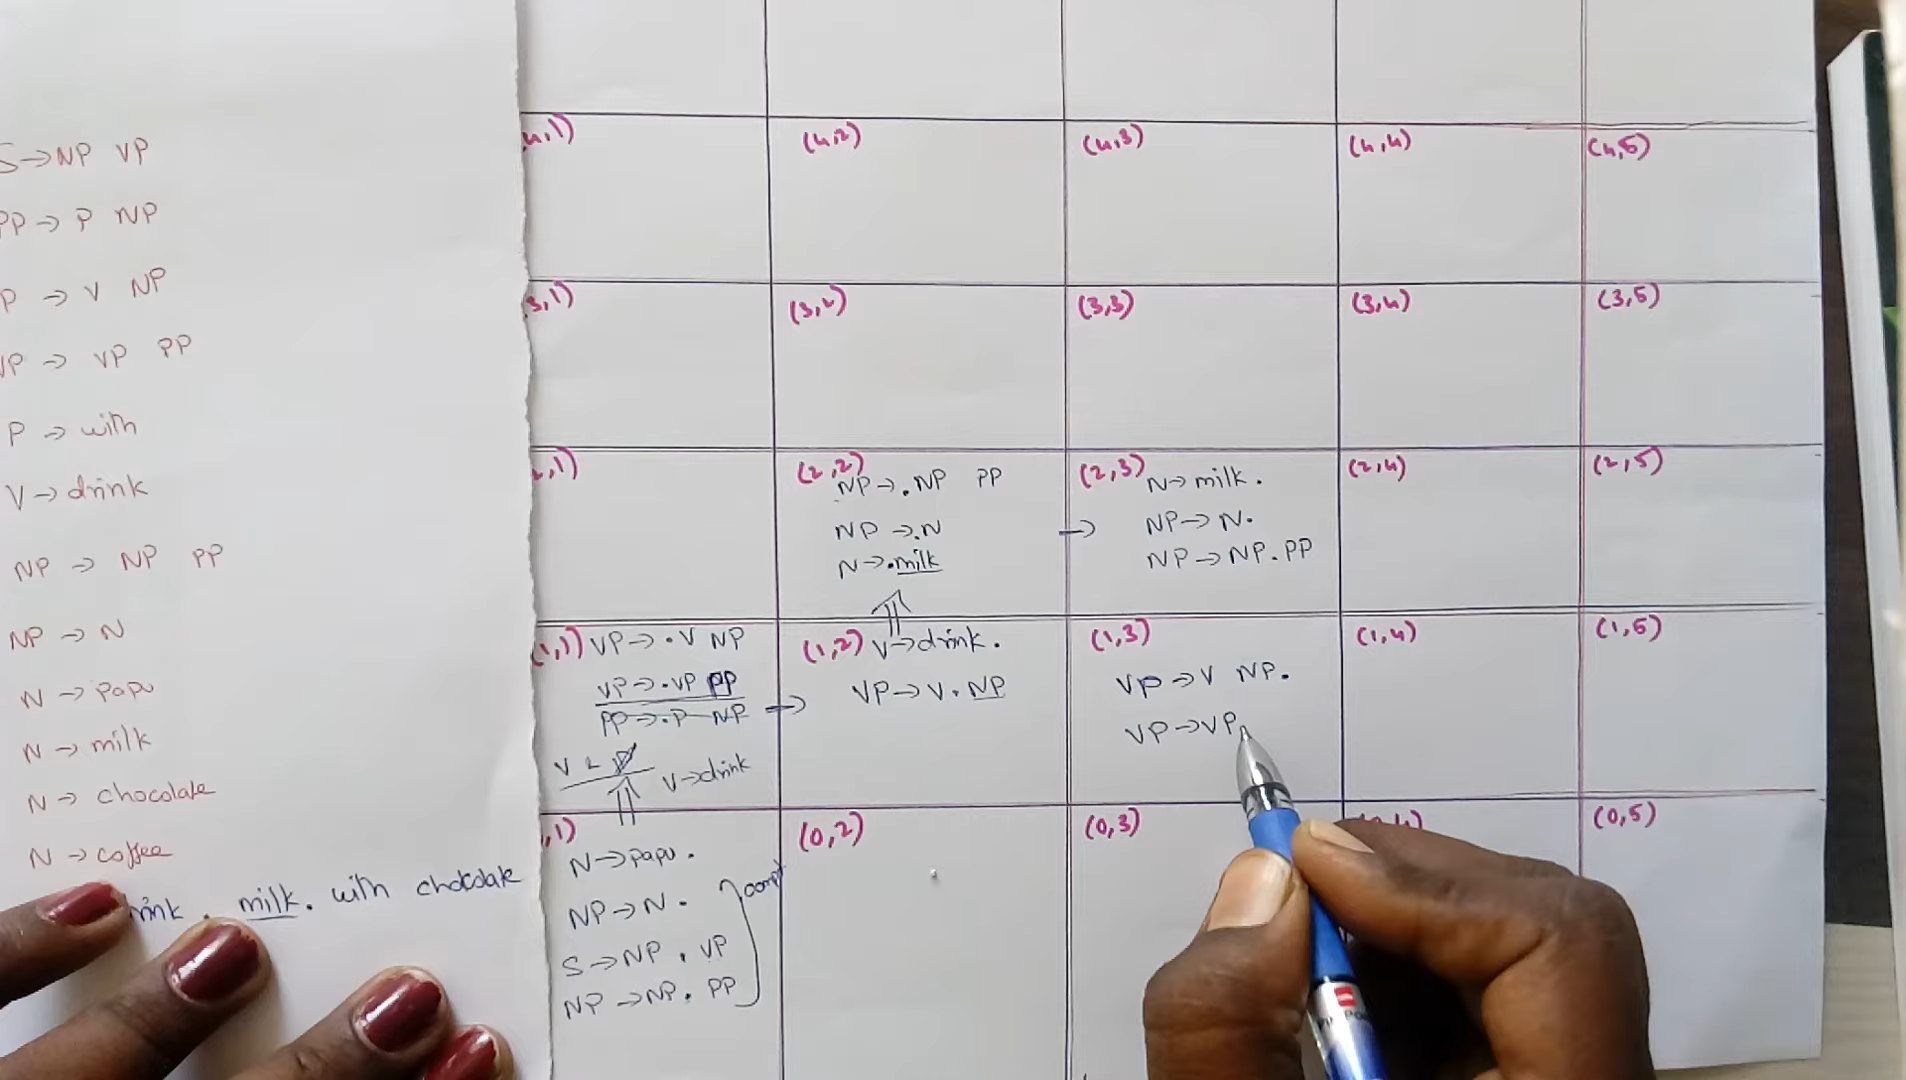 S → NP VP
PP → P NP
P → V NP
VP → VP PP
P → with
V → drink
NP → NP PP
NP → N
N → papu
N → milk
N → chocolate
N → coffee
milk. with chocolate
4,1)
(4,2)
(4,3)
(4,4)
(4,5)
3,1)
(3,2)
(3,3)
(3,4)
(3,5)
2,1)
(2,2)
NP → .NP PP
NP → .N
N → .milk
→
(2,3)
N → milk.
NP → N.
NP → NP.PP
(2,4)
(2,5)
(1,1) VP → .V NP
VP → .VP PP
PP → .P NP
V → drink
→
(1,2) V → drink.
VP → V.NP
(1,3)
VP → V NP.
VP → VP
(1,4)
(1,5)
,1)
N → papu.
NP → N.
S → NP . VP
NP → NP. PP
(0,2)
(0,3)
(0,5)